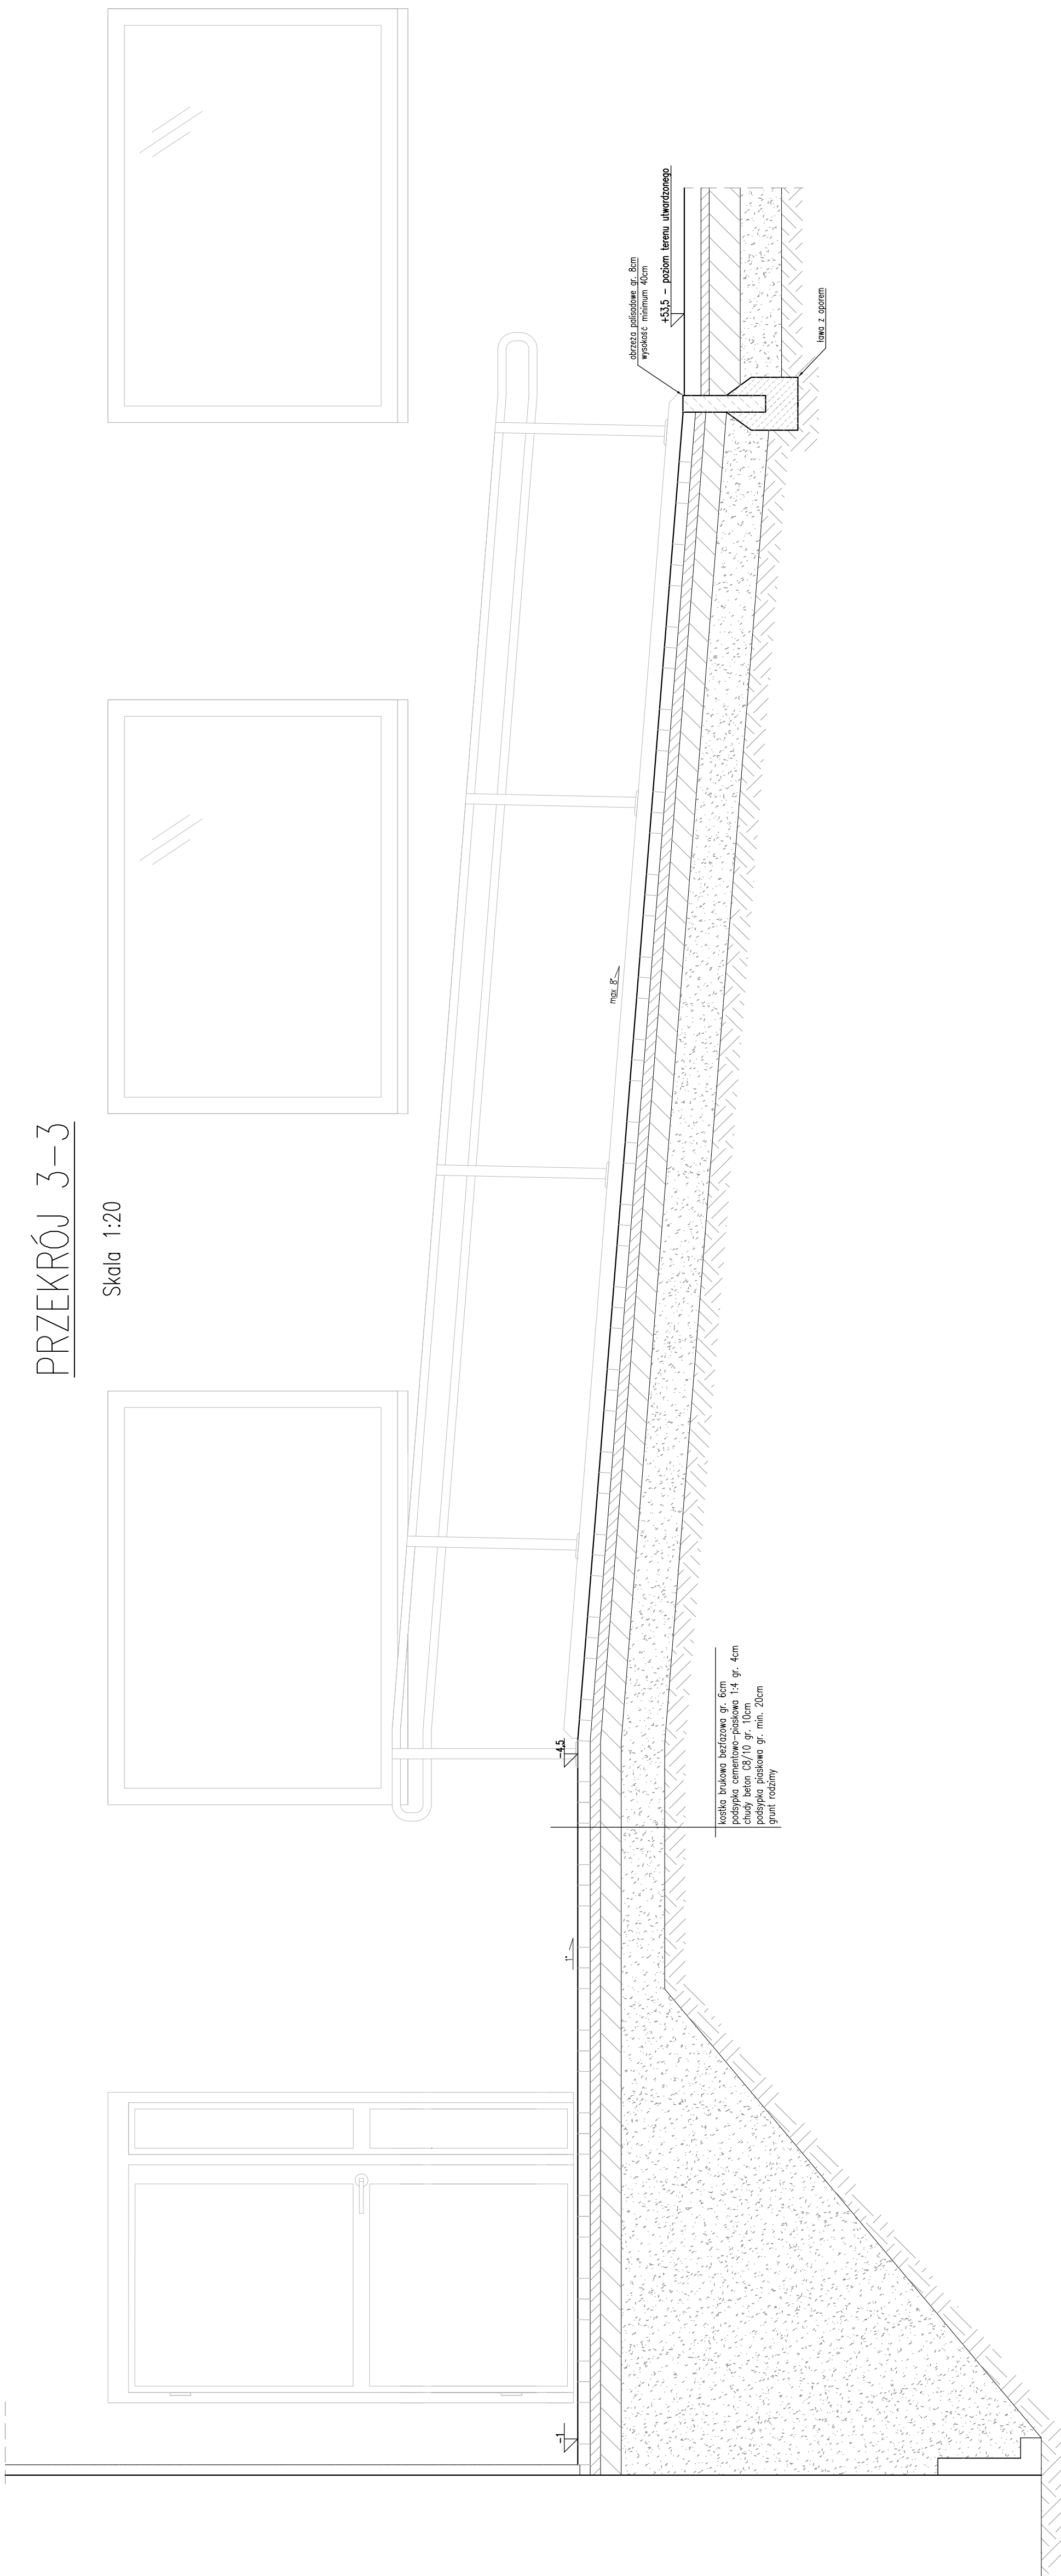 PRZEKRÓJ 3-3
Skala 1:20
-1
1°
-4,5
kostka brukowa bezfazowa gr. 6cm
podsypka cementowo-piaskowa 1:4 gr. 4cm
chudy beton C8/10 gr. 10cm
podsypka piaskowa gr. min. 20cm
grunt rodzimy
max 8°
obrzeża palisadowe gr. 8cm
wysokość minimum 40cm
+53,5 - poziom terenu utwardzonego
ława z oporem